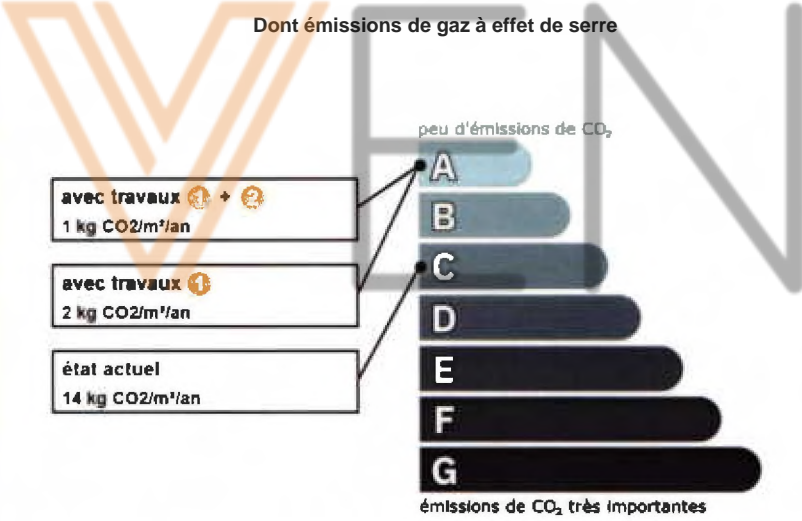 Dont émissions de gaz à effet de serre
peu d'émissions de CO₂
A
avec travaux 1 + 2
1 kg CO2/m²/an
B
C
avec travaux 1
2 kg CO2/m²/an
D
état actuel
14 kg CO2/m²/an
E
F
G
émissions de CO₂ très importantes
VEN